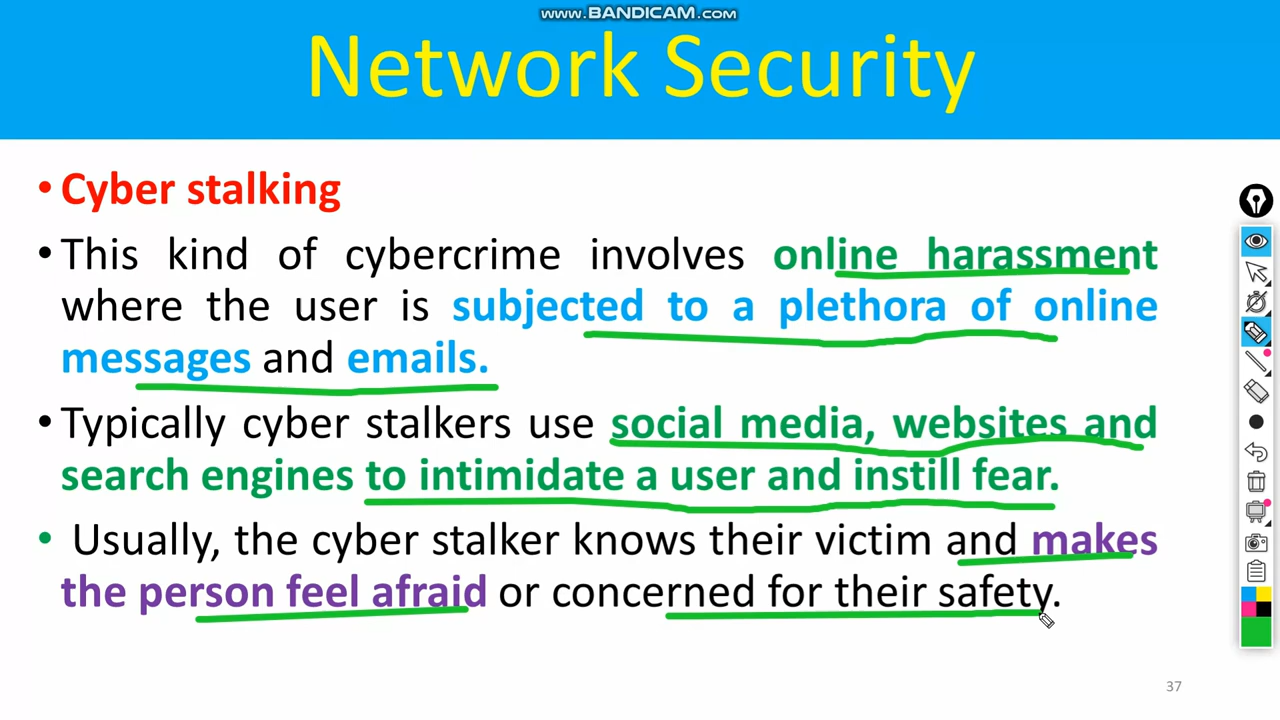 www.BANDICAM.com
Network Security
• Cyber stalking
• This kind of cybercrime involves online harassment
where the user is subjected to a plethora of online
messages and emails.
• Typically cyber stalkers use social media, websites and
search engines to intimidate a user and instill fear.
• Usually, the cyber stalker knows their victim and makes
the person feel afraid or concerned for their safety.
37